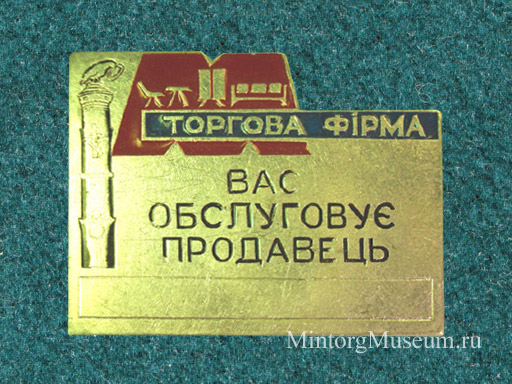 ТОРГОВА ФІРМА
ВАС
ОБСЛУГОВУЄ
ПРОДАВЕЦЬ
MintorgMuseum.ru